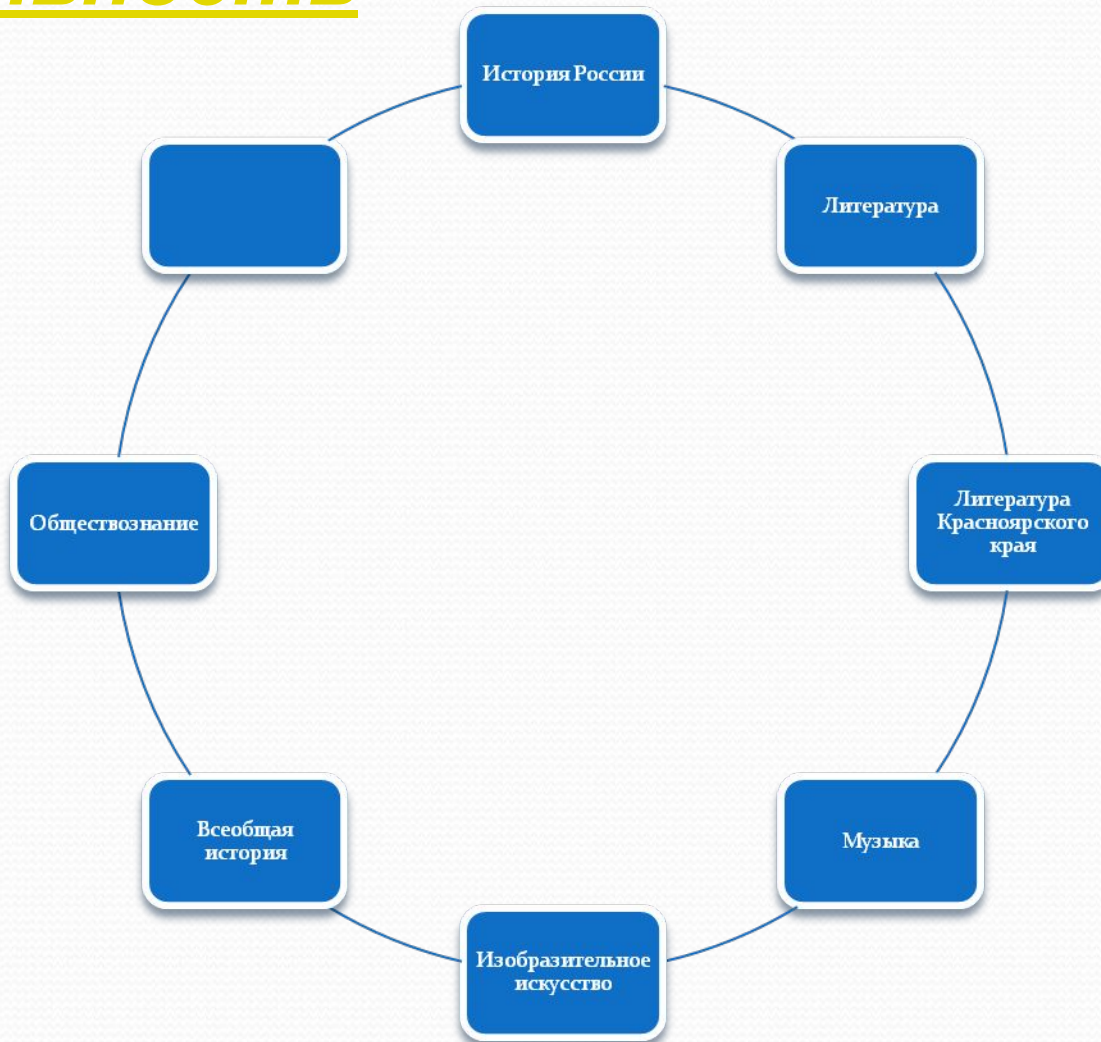 История России
Литература
Литература
Красноярского
края
Музыка
Изобразительное
искусство
Всеобщая
история
Обществознание